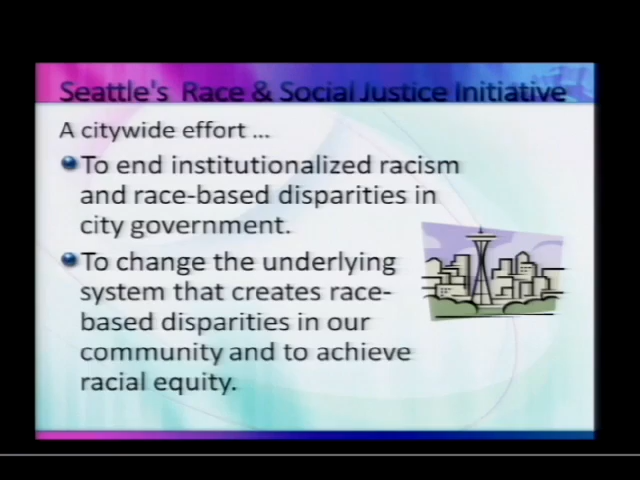 Seattle's Race & Social Justice Initiative
A citywide effort ...
To end institutionalized racism
and race-based disparities in
city government.
To change the underlying
system that creates race-
based disparities in our
community and to achieve
racial equity.